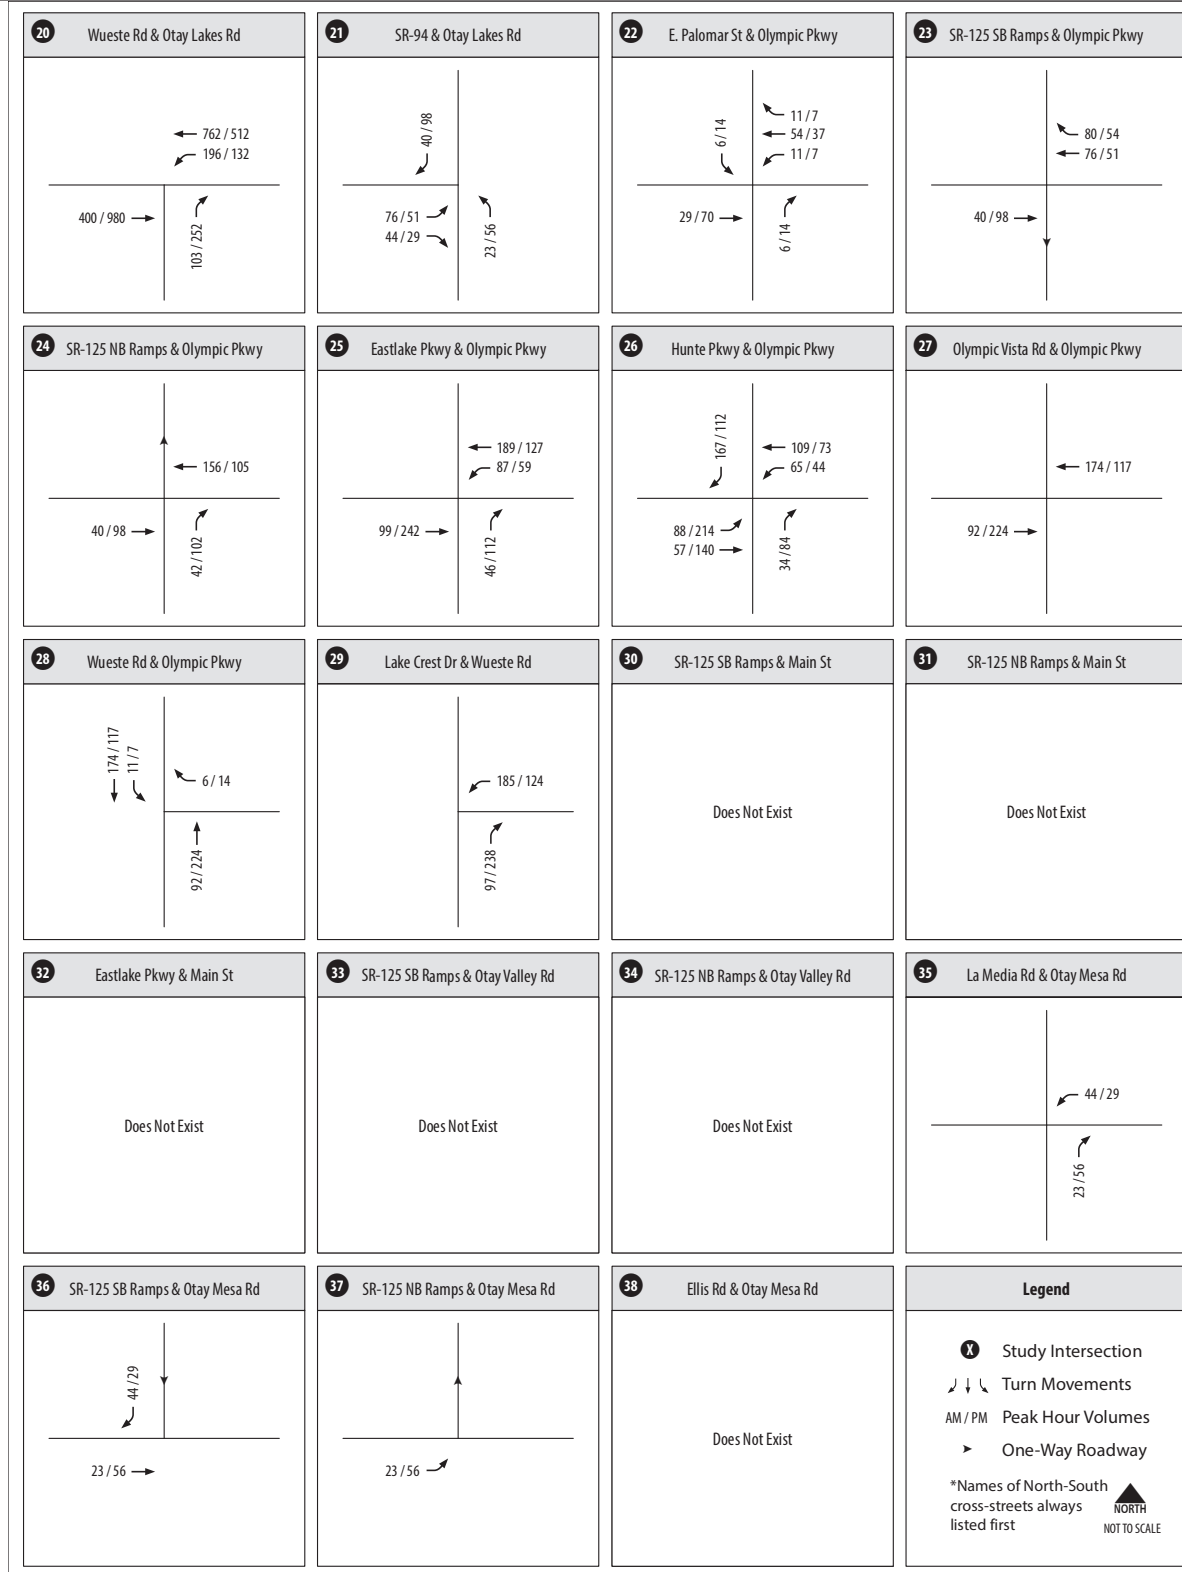 20 Wueste Rd & Otay Lakes Rd
762 / 512
196 / 132
400 / 980
103 / 252
21 SR-94 & Otay Lakes Rd
40 / 98
76 / 51
44 / 29
23 / 56
22 E. Palomar St & Olympic Pkwy
6 / 14
11 / 7
54 / 37
11 / 7
29 / 70
6 / 14
23 SR-125 SB Ramps & Olympic Pkwy
80 / 54
76 / 51
40 / 98
24 SR-125 NB Ramps & Olympic Pkwy
156 / 105
40 / 98
42 / 102
25 Eastlake Pkwy & Olympic Pkwy
189 / 127
87 / 59
99 / 242
46 / 112
26 Hunte Pkwy & Olympic Pkwy
167 / 112
109 / 73
65 / 44
88 / 214
57 / 140
34 / 84
27 Olympic Vista Rd & Olympic Pkwy
174 / 117
92 / 224
28 Wueste Rd & Olympic Pkwy
174 / 117
11 / 7
6 / 14
92 / 224
29 Lake Crest Dr & Wueste Rd
185 / 124
97 / 238
30 SR-125 SB Ramps & Main St
Does Not Exist
31 SR-125 NB Ramps & Main St
Does Not Exist
32 Eastlake Pkwy & Main St
Does Not Exist
33 SR-125 SB Ramps & Otay Valley Rd
Does Not Exist
34 SR-125 NB Ramps & Otay Valley Rd
Does Not Exist
35 La Media Rd & Otay Mesa Rd
44 / 29
23 / 56
36 SR-125 SB Ramps & Otay Mesa Rd
44 / 29
23 / 56
37 SR-125 NB Ramps & Otay Mesa Rd
23 / 56
38 Ellis Rd & Otay Mesa Rd
Does Not Exist
Legend
X Study Intersection
Turn Movements
AM / PM Peak Hour Volumes
One-Way Roadway
*Names of North-South
cross-streets always
listed first
NORTH
NOT TO SCALE